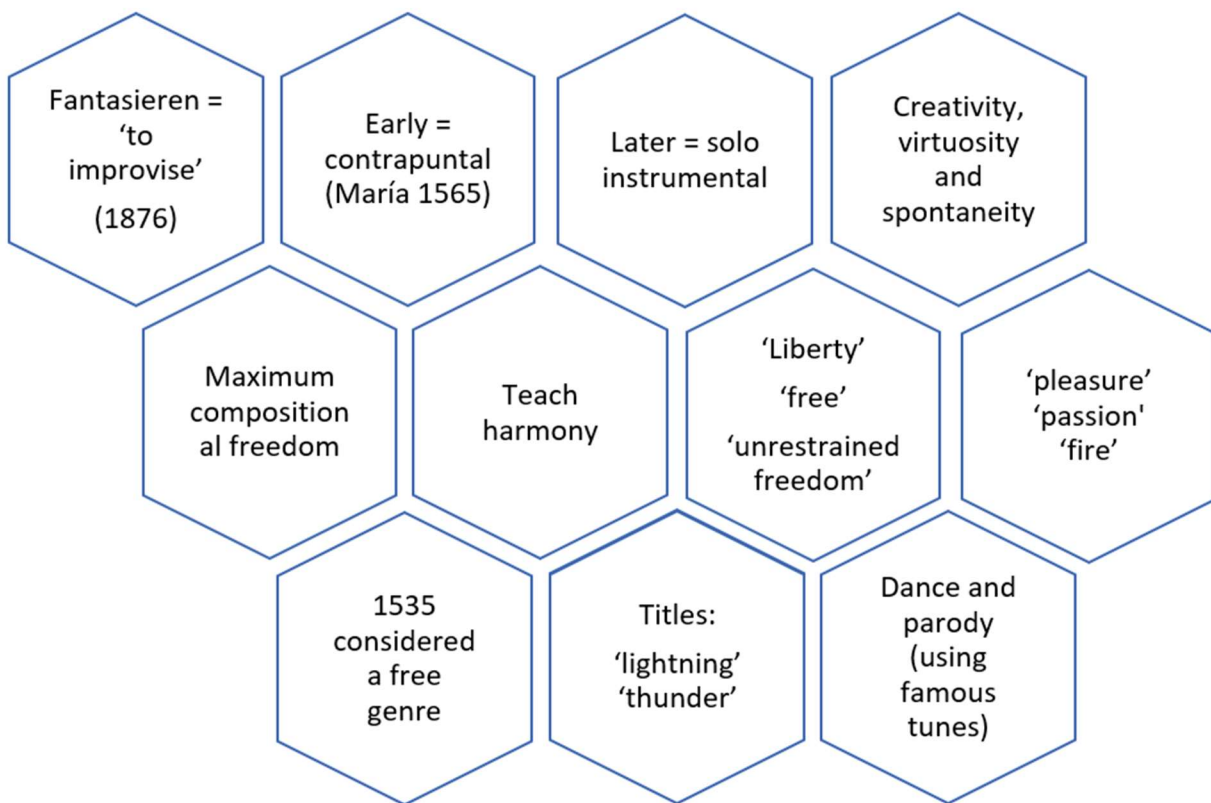 Fantasieren =
‘to
improvise’
(1876)
Early =
contrapuntal
(María 1565)
Later = solo
instrumental
Creativity,
virtuosity
and
spontaneity
Maximum
composition
al freedom
Teach
harmony
‘Liberty’
‘free’
‘unrestrained
freedom’
‘pleasure’
‘passion'
‘fire’
1535
considered
a free
genre
Titles:
‘lightning’
‘thunder’
Dance and
parody
(using
famous
tunes)